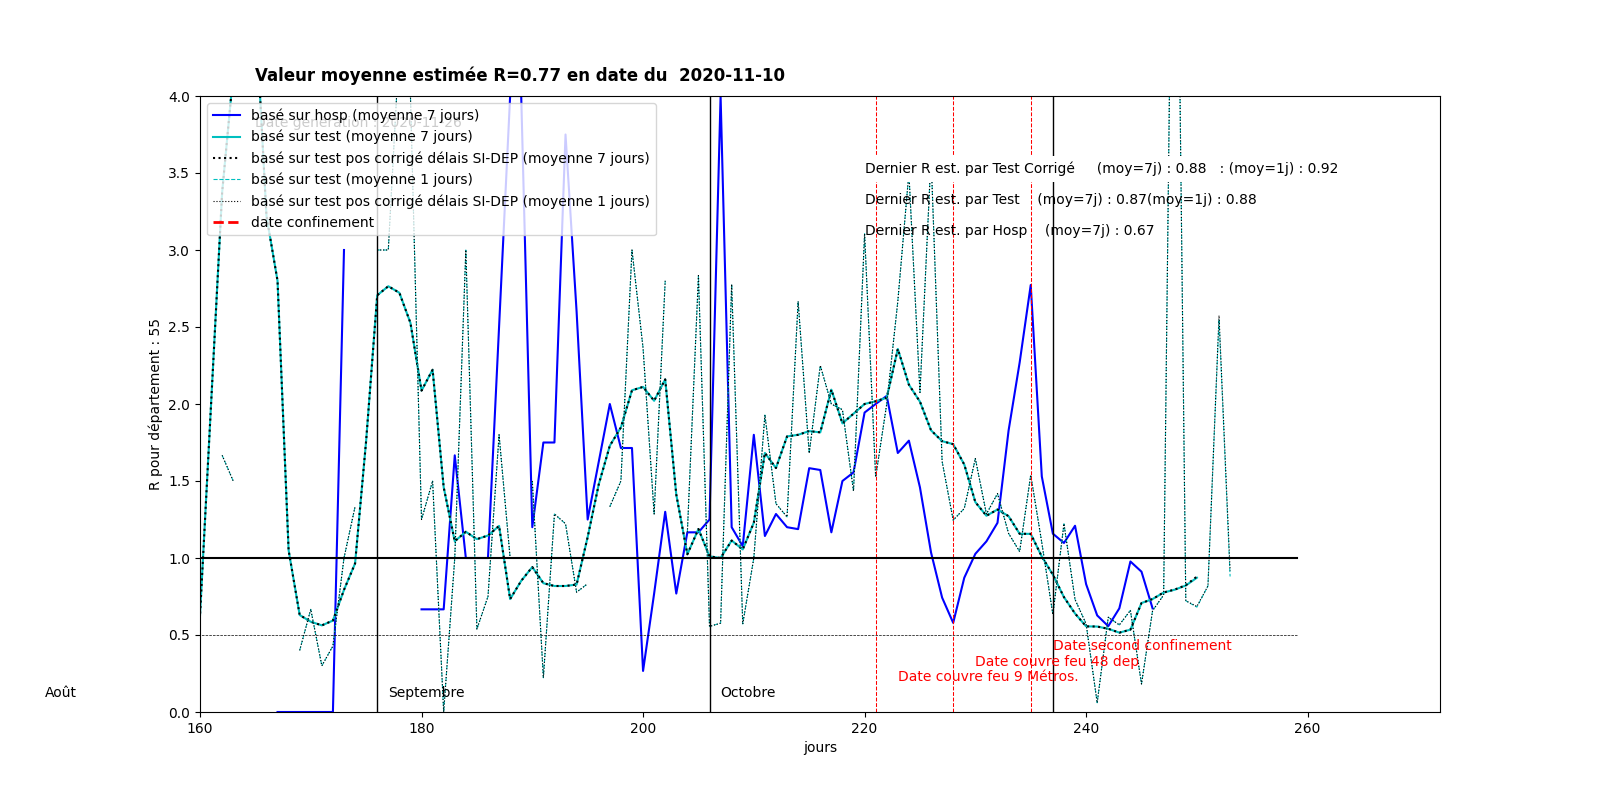 Valeur moyenne estimée R=0.77 en date du  2020-11-10
4.0
3.5
3.0
2.5
2.0
1.5
1.0
0.5
0.0
R pour département : 55
basé sur hosp (moyenne 7 jours)
basé sur test (moyenne 7 jours)
basé sur test pos corrigé délais SI-DEP (moyenne 7 jours)
basé sur test (moyenne 1 jours)
basé sur test pos corrigé délais SI-DEP (moyenne 1 jours)
date confinement
Dernier R est. par Test Corrigé     (moy=7j) : 0.88   : (moy=1j) : 0.92
Dernier R est. par Test    (moy=7j) : 0.87(moy=1j) : 0.88
Dernier R est. par Hosp    (moy=7j) : 0.67
Date second confinement
Date couvre feu 48 dep
Date couvre feu 9 Métros.
Août
Septembre
Octobre
160
180
200
220
240
260
jours